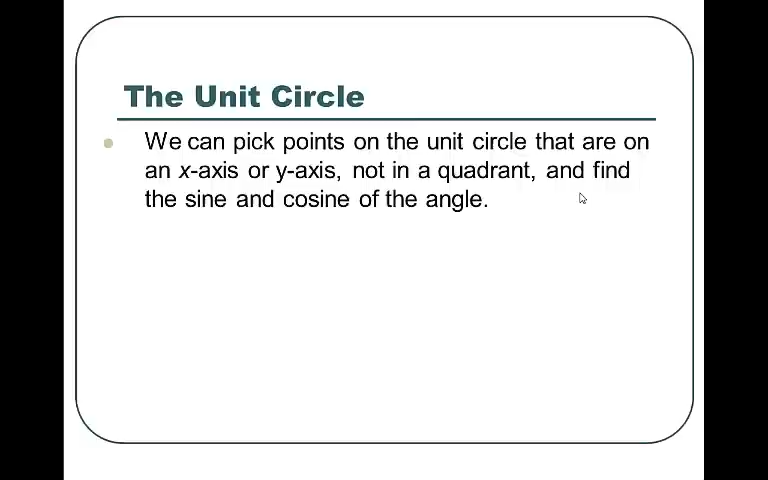 The Unit Circle
We can pick points on the unit circle that are on
an x-axis or y-axis, not in a quadrant, and find
the sine and cosine of the angle.